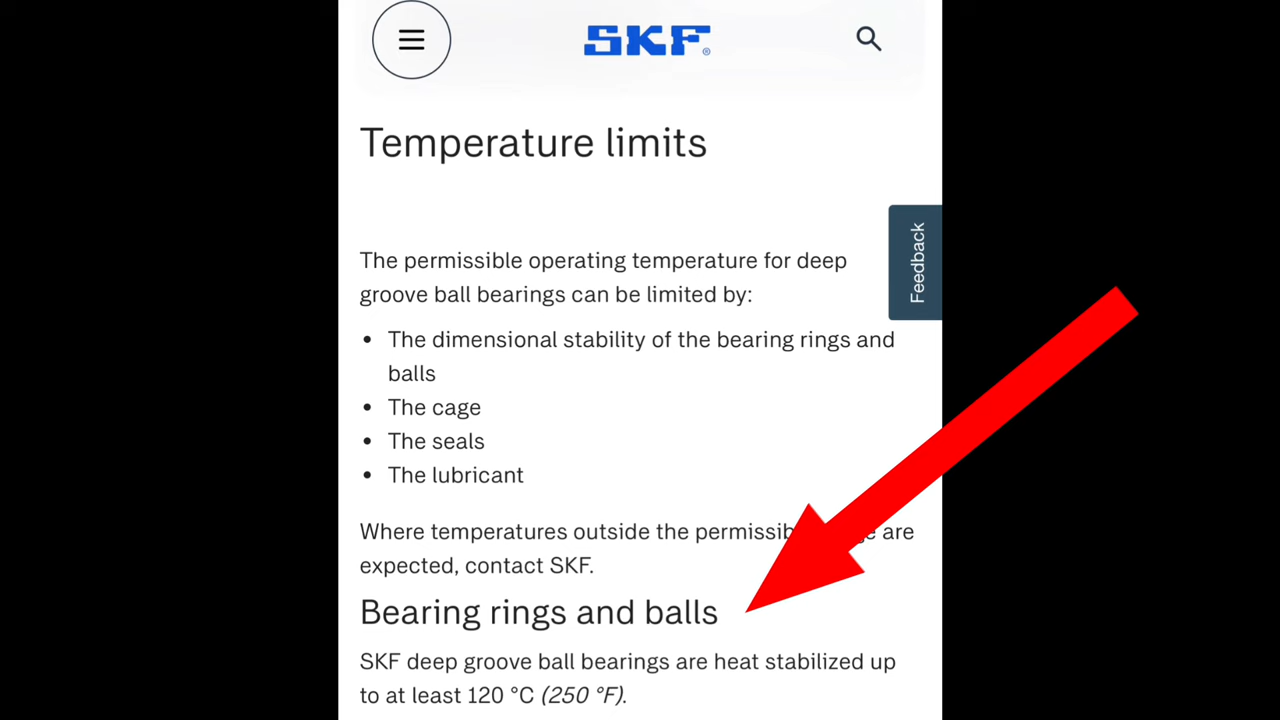 SKF®
Temperature limits
Feedback
The permissible operating temperature for deep
groove ball bearings can be limited by:
• The dimensional stability of the bearing rings and
balls
• The cage
• The seals
• The lubricant
Where temperatures outside the are
expected, contact SKF.
Bearing rings and balls
SKF deep groove ball bearings are heat stabilized up
to at least 120 °C (250 °F).